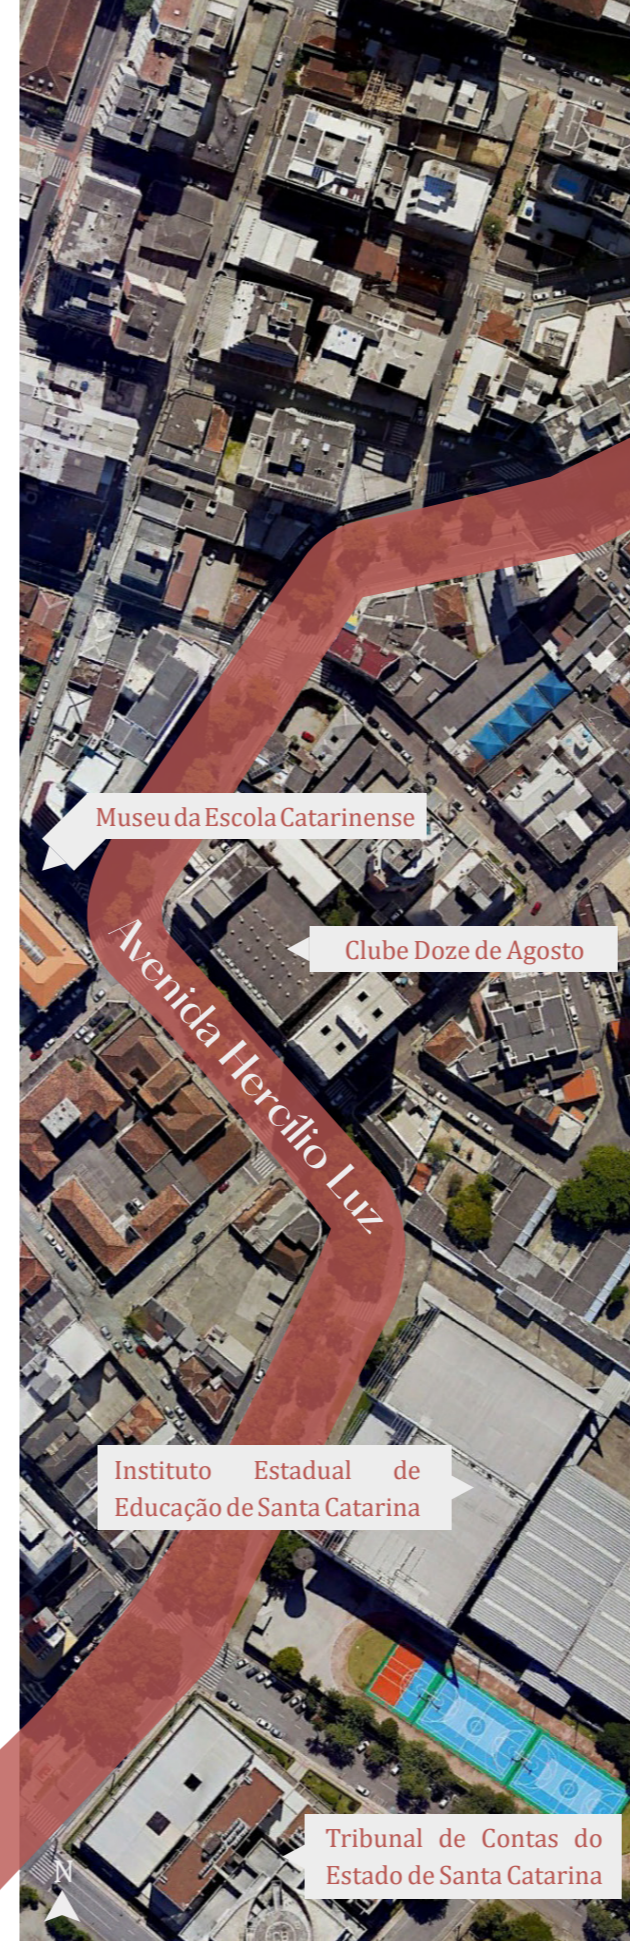 Museu da Escola Catarinense
Clube Doze de Agosto
Avenida Hercílio Luz
Instituto Estadual de
Educação de Santa Catarina
Tribunal de Contas do
Estado de Santa Catarina
N